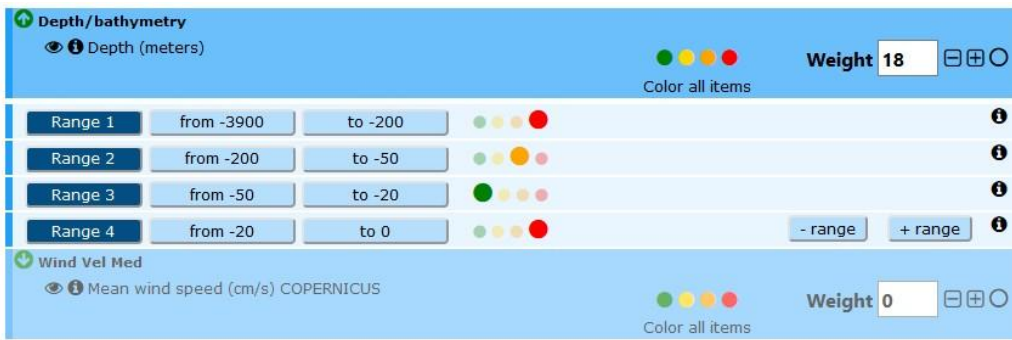 Depth/bathymetry
Depth (meters)
Weight 18
Color all items
Range 1 from -3900 to -200
Range 2 from -200 to -50
Range 3 from -50 to -20
Range 4 from -20 to 0 - range + range
Wind Vel Med
Mean wind speed (cm/s) COPERNICUS
Weight 0
Color all items